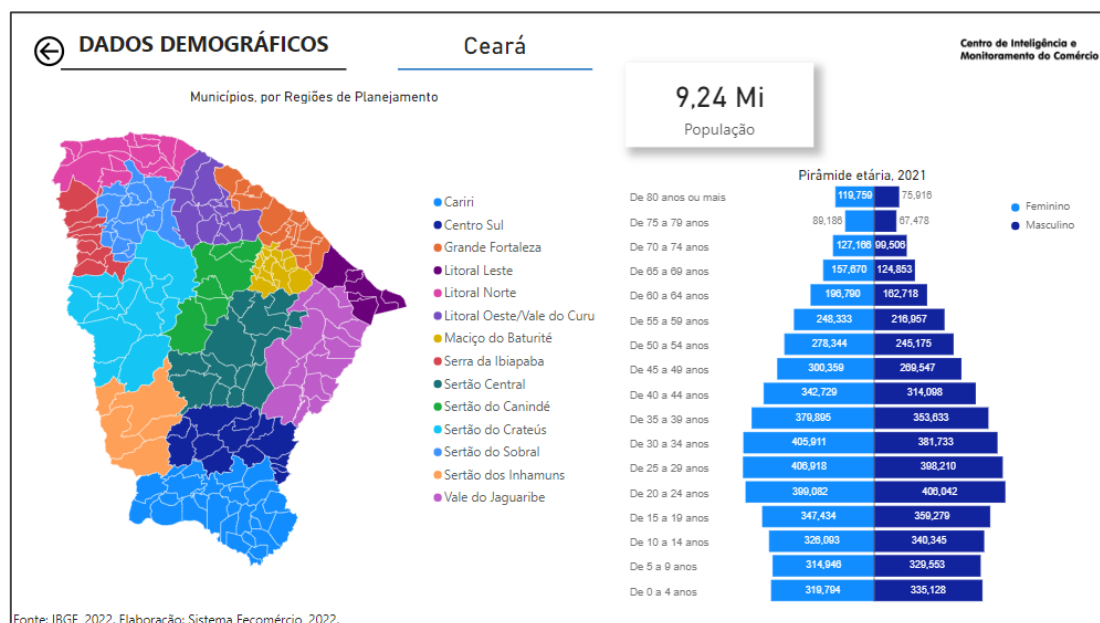 DADOS DEMOGRÁFICOS
Ceará
Centro de Inteligência e
Monitoramento do Comércio
9,24 Mi
População
Municípios, por Regiões de Planejamento
Cariri
Centro Sul
Grande Fortaleza
Litoral Leste
Litoral Norte
Litoral Oeste/Vale do Curu
Maciço do Baturité
Serra da Ibiapaba
Sertão Central
Sertão do Canindé
Sertão do Crateús
Sertão do Sobral
Sertão dos Inhamuns
Vale do Jaguaribe
Pirâmide etária, 2021
Feminino
Masculino
De 80 anos ou mais 119,759 75,916
De 75 a 79 anos 89,186 67,478
De 70 a 74 anos 127,166 99,506
De 65 a 69 anos 157,670 124,853
De 60 a 64 anos 196,790 162,718
De 55 a 59 anos 248,333 216,957
De 50 a 54 anos 278,344 245,175
De 45 a 49 anos 300,359 269,547
De 40 a 44 anos 342,729 314,098
De 35 a 39 anos 379,895 353,633
De 30 a 34 anos 405,911 381,733
De 25 a 29 anos 406,918 398,210
De 20 a 24 anos 399,082 406,042
De 15 a 19 anos 347,434 359,279
De 10 a 14 anos 326,093 340,345
De 5 a 9 anos 314,946 329,553
De 0 a 4 anos 319,794 335,128
Fonte: IBGE, 2022. Elaboração: Sistema Fecomércio, 2022.